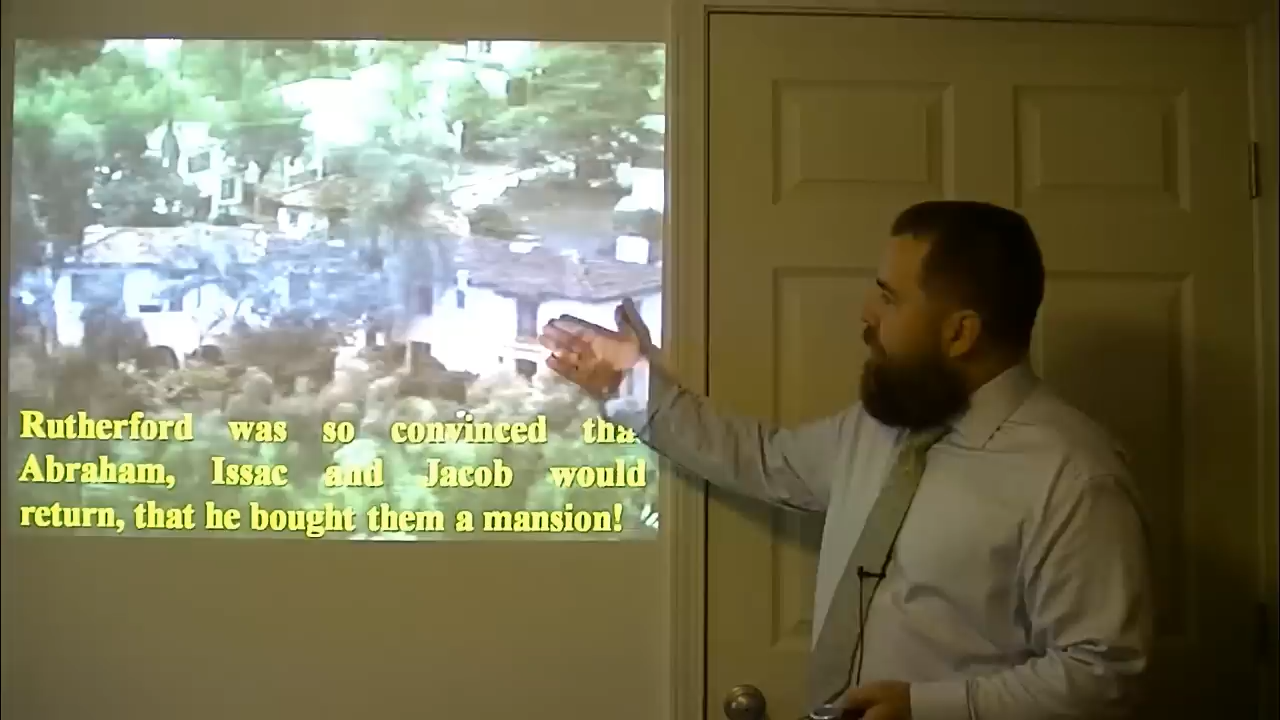 Rutherford was so convinced tha
Abraham, Issac and Jacob would
return, that he bought them a mansion!